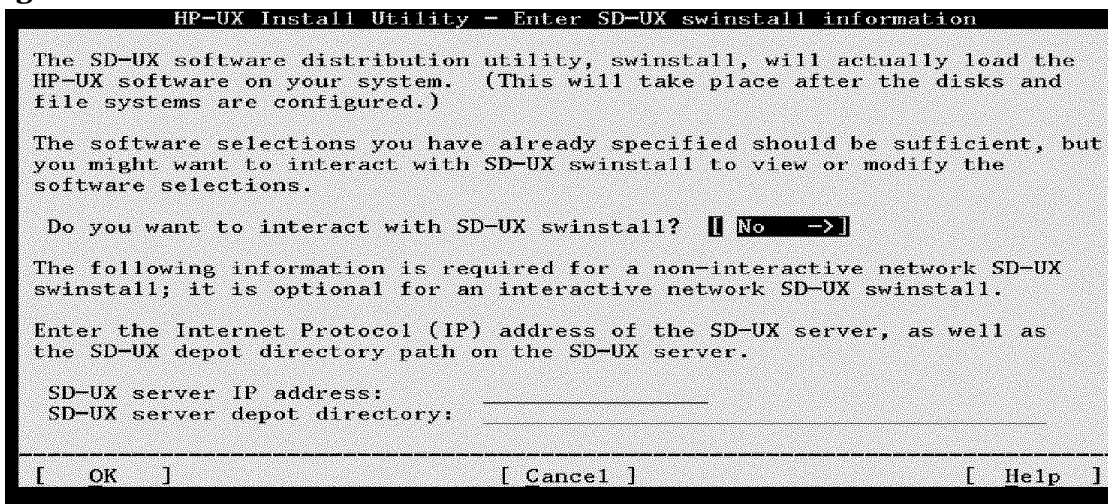 HP-UX Install Utility - Enter SD-UX swinstall information
The SD-UX software distribution utility, swinstall, will actually load the
HP-UX software on your system. (This will take place after the disks and
file systems are configured.)
The software selections you have already specified should be sufficient, but
you might want to interact with SD-UX swinstall to view or modify the
software selections.
Do you want to interact with SD-UX swinstall? [ No ->]
The following information is required for a non-interactive network SD-UX
swinstall; it is optional for an interactive network SD-UX swinstall.
Enter the Internet Protocol (IP) address of the SD-UX server, as well as
the SD-UX depot directory path on the SD-UX server.
SD-UX server IP address:
SD-UX server depot directory:
[ OK ] [ Cancel ] [ Help ]